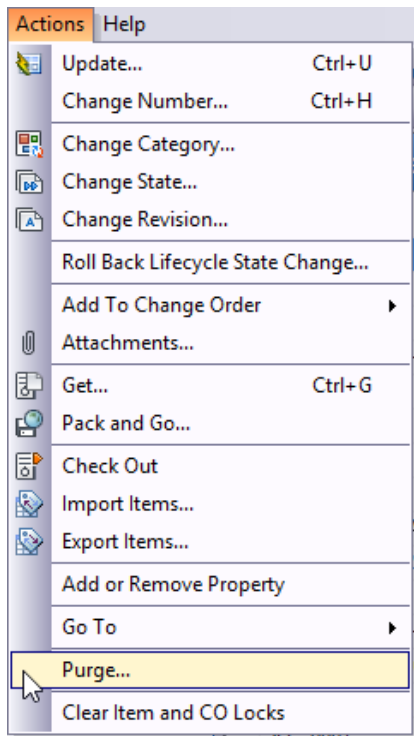 Actions Help
Update... Ctrl+U
Change Number... Ctrl+H
Change Category...
Change State...
Change Revision...
Roll Back Lifecycle State Change...
Add To Change Order
Attachments...
Get... Ctrl+G
Pack and Go...
Check Out
Import Items...
Export Items...
Add or Remove Property
Go To
Purge...
Clear Item and CO Locks